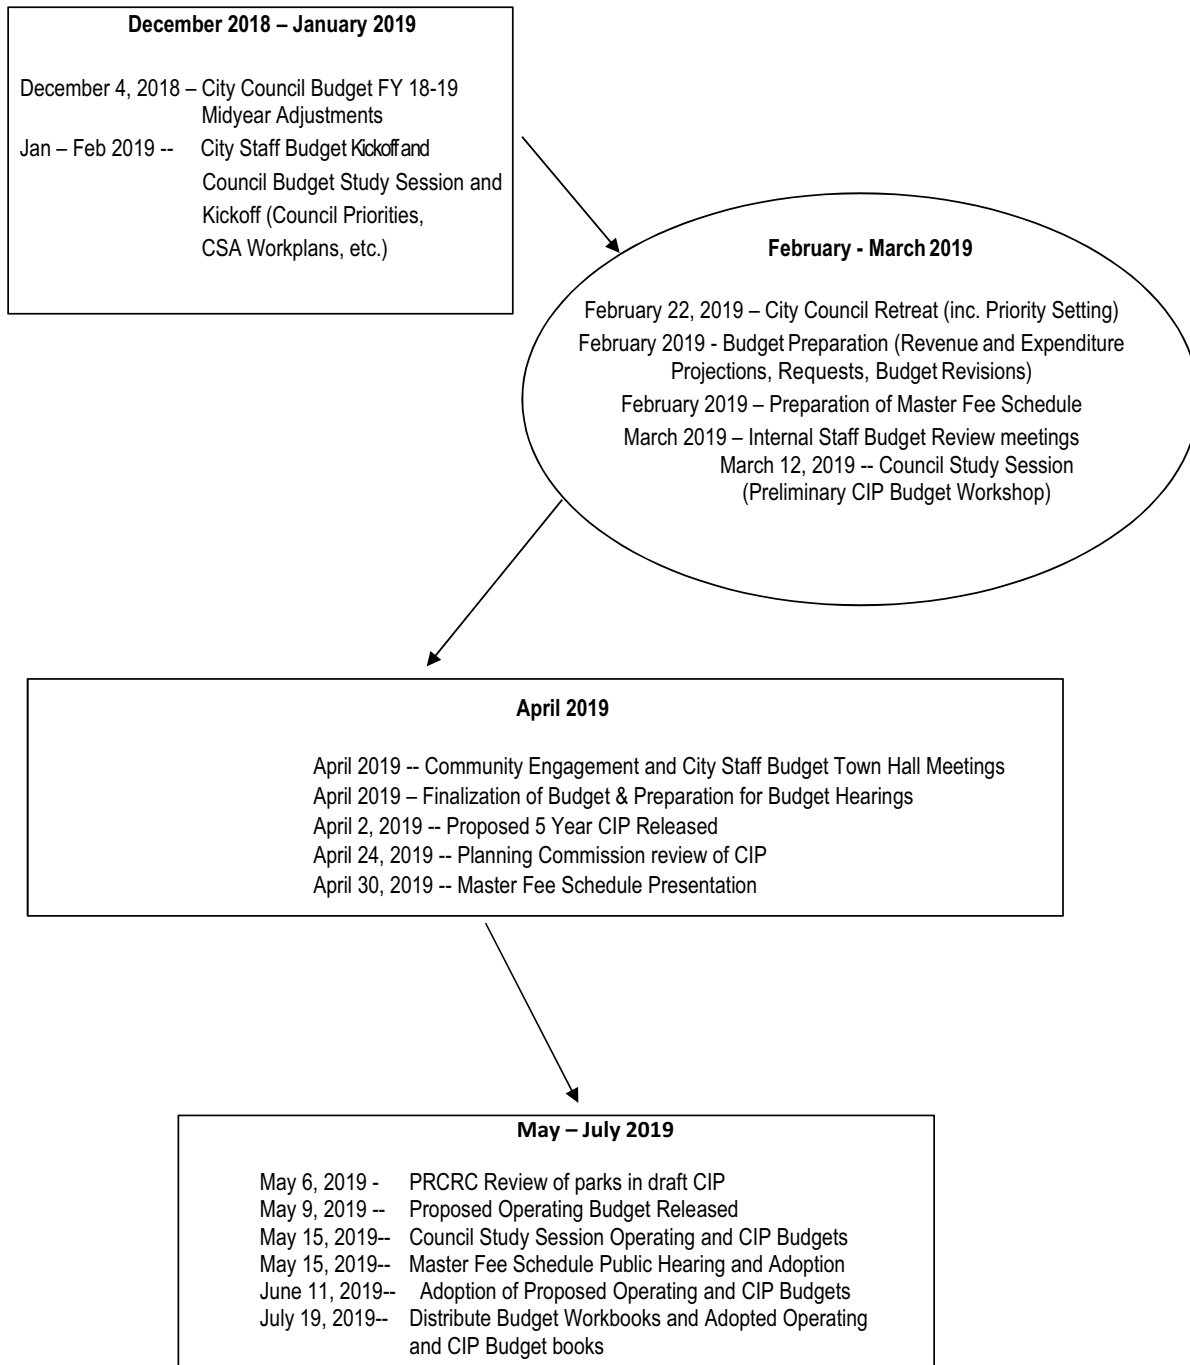 December 2018 – January 2019
December 4, 2018 – City Council Budget FY 18-19
Midyear Adjustments
Jan – Feb 2019 -- City Staff Budget Kickoff and
Council Budget Study Session and
Kickoff (Council Priorities,
CSA Workplans, etc.)
February - March 2019
February 22, 2019 – City Council Retreat (inc. Priority Setting)
February 2019 - Budget Preparation (Revenue and Expenditure
Projections, Requests, Budget Revisions)
February 2019 – Preparation of Master Fee Schedule
March 2019 – Internal Staff Budget Review meetings
March 12, 2019 -- Council Study Session
(Preliminary CIP Budget Workshop)
April 2019
April 2019 -- Community Engagement and City Staff Budget Town Hall Meetings
April 2019 – Finalization of Budget & Preparation for Budget Hearings
April 2, 2019 -- Proposed 5 Year CIP Released
April 24, 2019 -- Planning Commission review of CIP
April 30, 2019 -- Master Fee Schedule Presentation
May – July 2019
May 6, 2019 - PRCRC Review of parks in draft CIP
May 9, 2019 -- Proposed Operating Budget Released
May 15, 2019-- Council Study Session Operating and CIP Budgets
May 15, 2019-- Master Fee Schedule Public Hearing and Adoption
June 11, 2019-- Adoption of Proposed Operating and CIP Budgets
July 19, 2019-- Distribute Budget Workbooks and Adopted Operating
and CIP Budget books